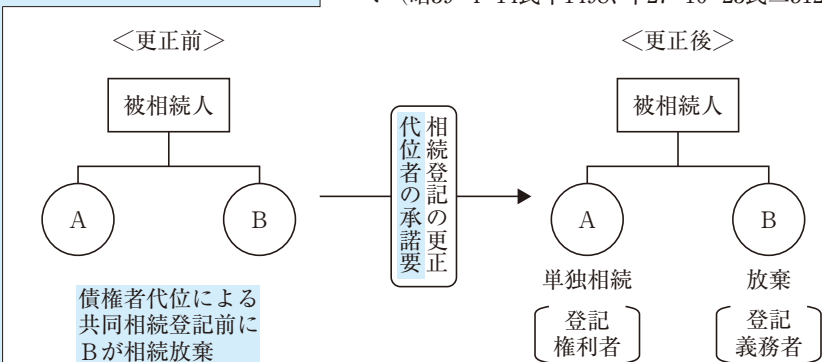 ＜更正前＞
被相続人
A
B
債権者代位による
共同相続登記前に
Bが相続放棄
相続登記の更正
代位者の承諾要
＜更正後＞
被相続人
A
B
単独相続
放棄
登記
権利者
登記
義務者